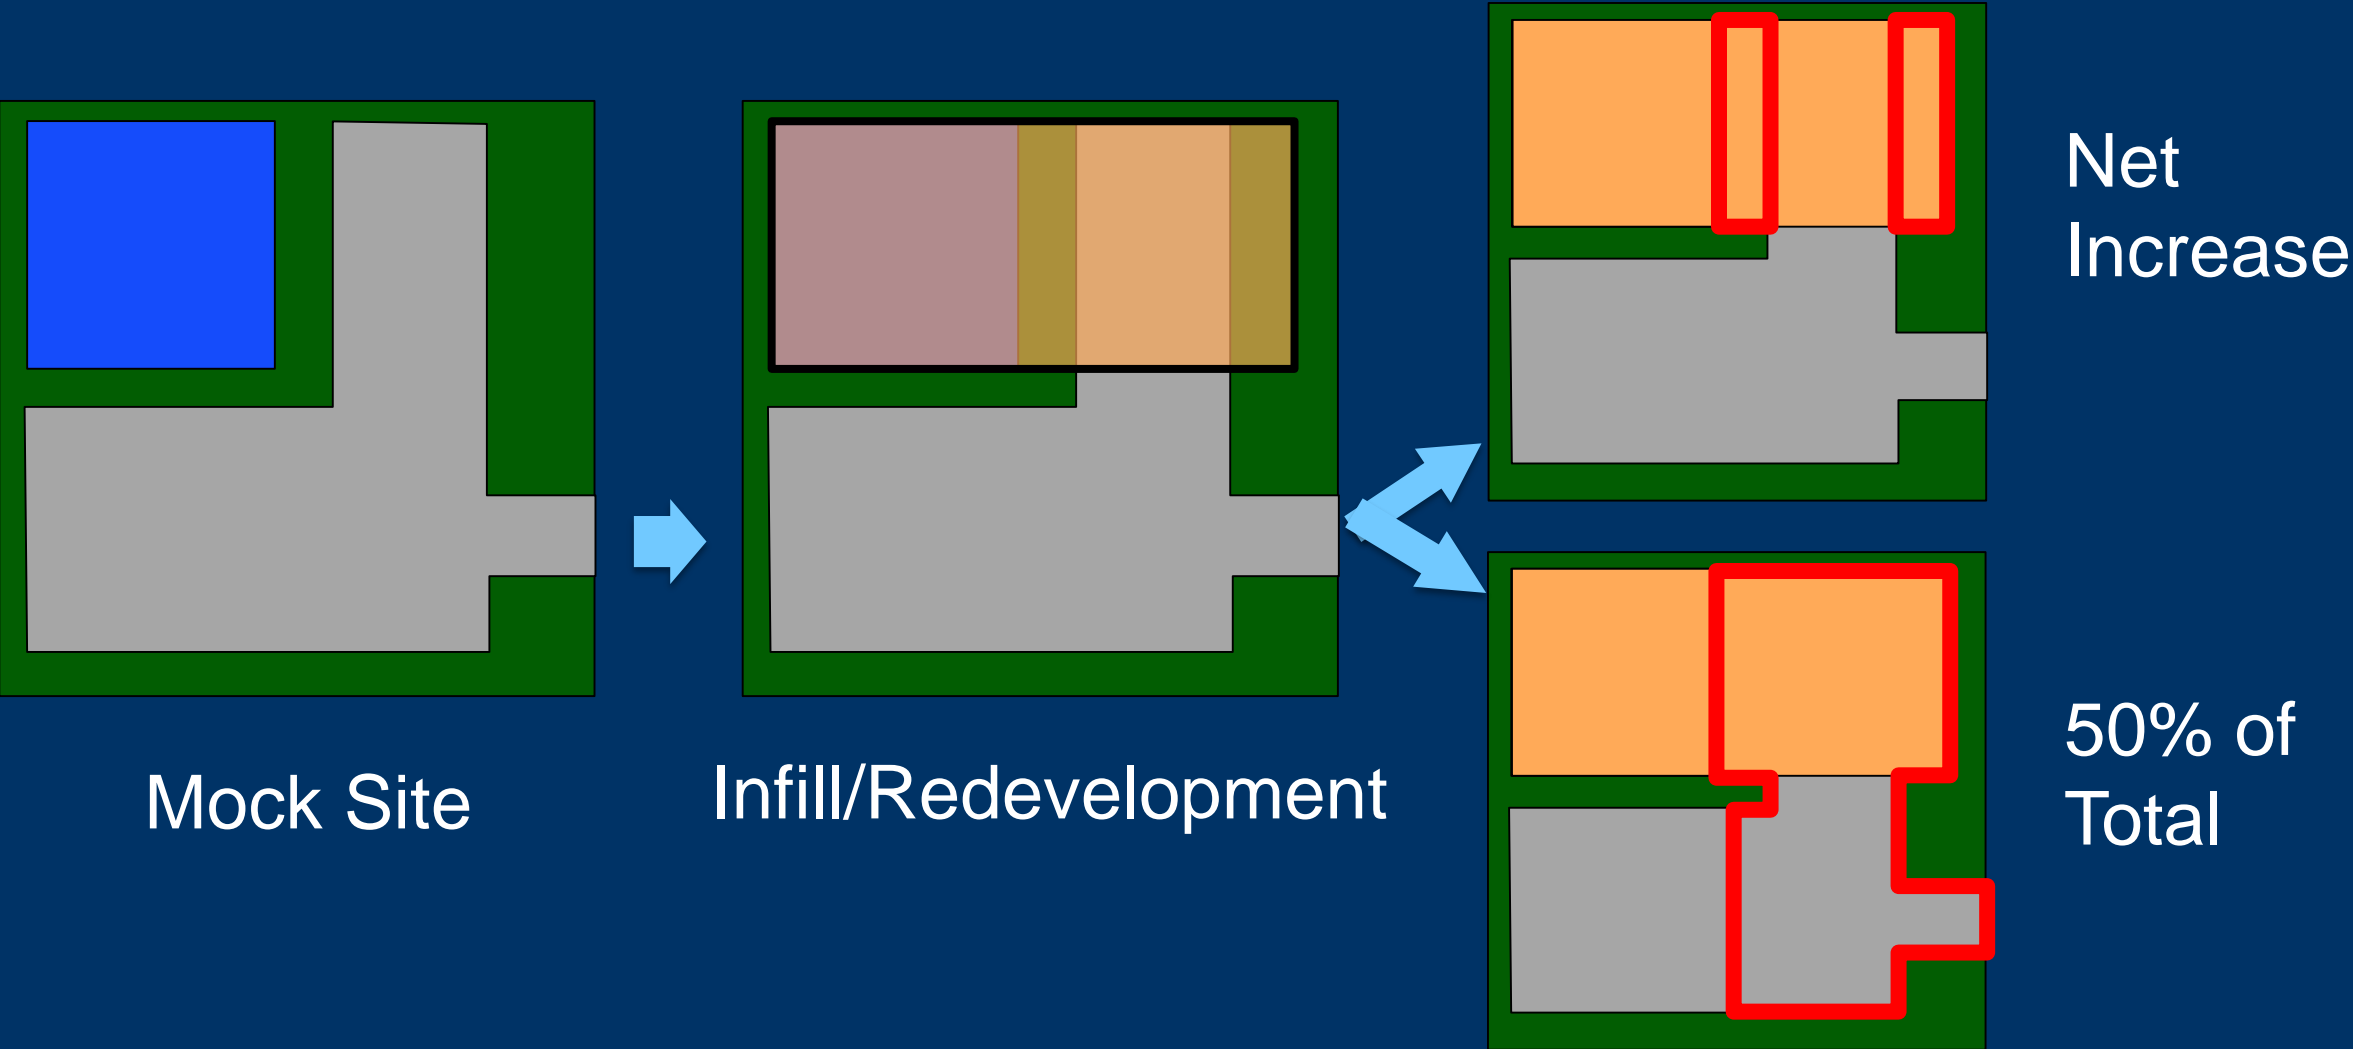 Mock Site
Infill/Redevelopment
Net
Increase
50% of
Total